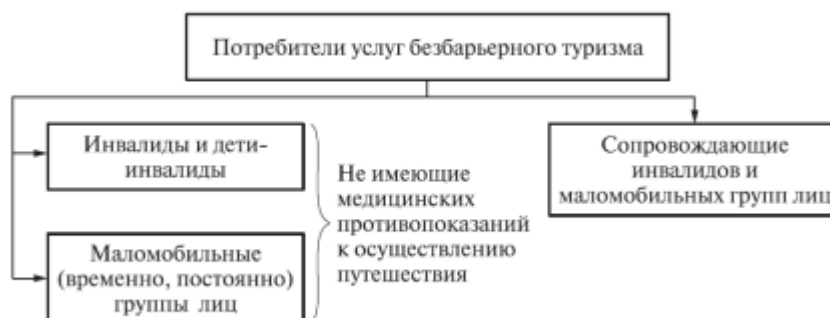 Потребители услуг безбарьерного туризма
Инвалиды и дети-
инвалиды
Маломобильные
(временно, постоянно)
группы лиц
Не имеющие
медицинских
противопоказаний
к осуществлению
путешествия
Сопровождающие
инвалидов и
маломобильных групп лиц